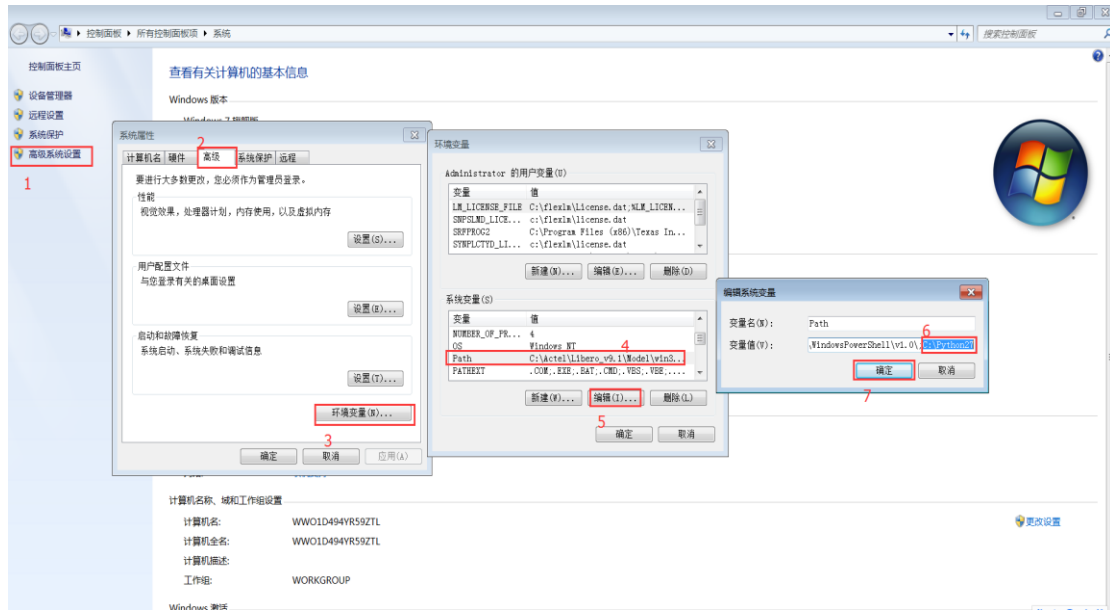 控制面板 ▸ 所有控制面板项 ▸ 系统
搜索控制面板
控制面板主页
设备管理器
远程设置
系统保护
高级系统设置
1
查看有关计算机的基本信息
Windows 版本
系统属性
2
计算机名 硬件 高级 系统保护 远程
要进行大多数更改，您必须作为管理员登录。
性能
视觉效果，处理器计划，内存使用，以及虚拟内存
设置(S)...
用户配置文件
与您登录有关的桌面设置
设置(E)...
启动和故障恢复
系统启动、系统失败和调试信息
设置(T)...
环境变量(N)...
3
确定 取消 应用(A)
环境变量
Administrator 的用户变量(U)
变量 值
LM_LICENSE_FILE C:\flexlm\License.dat;%LM_LICEN...
SNPSLMD_LICE... c:\flexlm\license.dat
SRFPROG2 C:\Program Files (x86)\Texas In...
SYNPLCTYD_LI... c:\flexlm\license.dat
新建(N)... 编辑(E)... 删除(D)
系统变量(S)
变量 值
NUMBER_OF_PR... 4
OS Windows NT
4
Path C:\Actel\Libero_v9.1\Model\win3...
PATHEXT .COM;.EXE;.BAT;.CMD;.VBS;.VBE;....
新建(W)... 编辑(I)... 删除(L)
5
确定 取消
编辑系统变量
变量名(N): Path
6
变量值(V): .WindowsPowerShell\v1.0\;C:\Python27
确定 取消
7
计算机名称、域和工作组设置
计算机名: WWO1D494YR59ZTL
更改设置
计算机全名: WWO1D494YR59ZTL
计算机描述:
工作组: WORKGROUP
Windows 激活